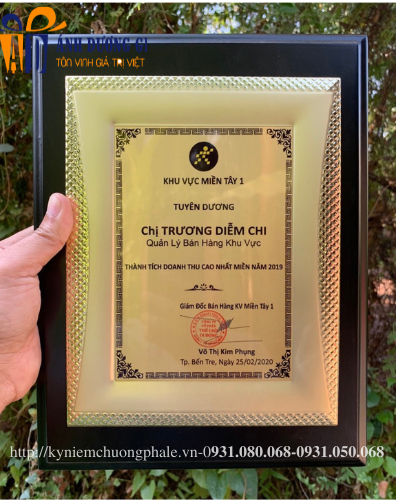 ÁNH DƯƠNG GL
TÔN VINH GIÁ TRỊ VIỆT
KHU VỰC MIỀN TÂY 1
TUYÊN DƯƠNG
Chị TRƯƠNG DIỄM CHI
Quản Lý Bán Hàng Khu Vực
THÀNH TÍCH DOANH THU CAO NHẤT MIỀN NĂM 2019
Giám Đốc Bán Hàng KV Miền Tây 1
Võ Thị Kim Phụng
Tp. Bến Tre, Ngày 25/02/2020
http://kyniemchuongphale.vn-0931.080.068-0931.050.068